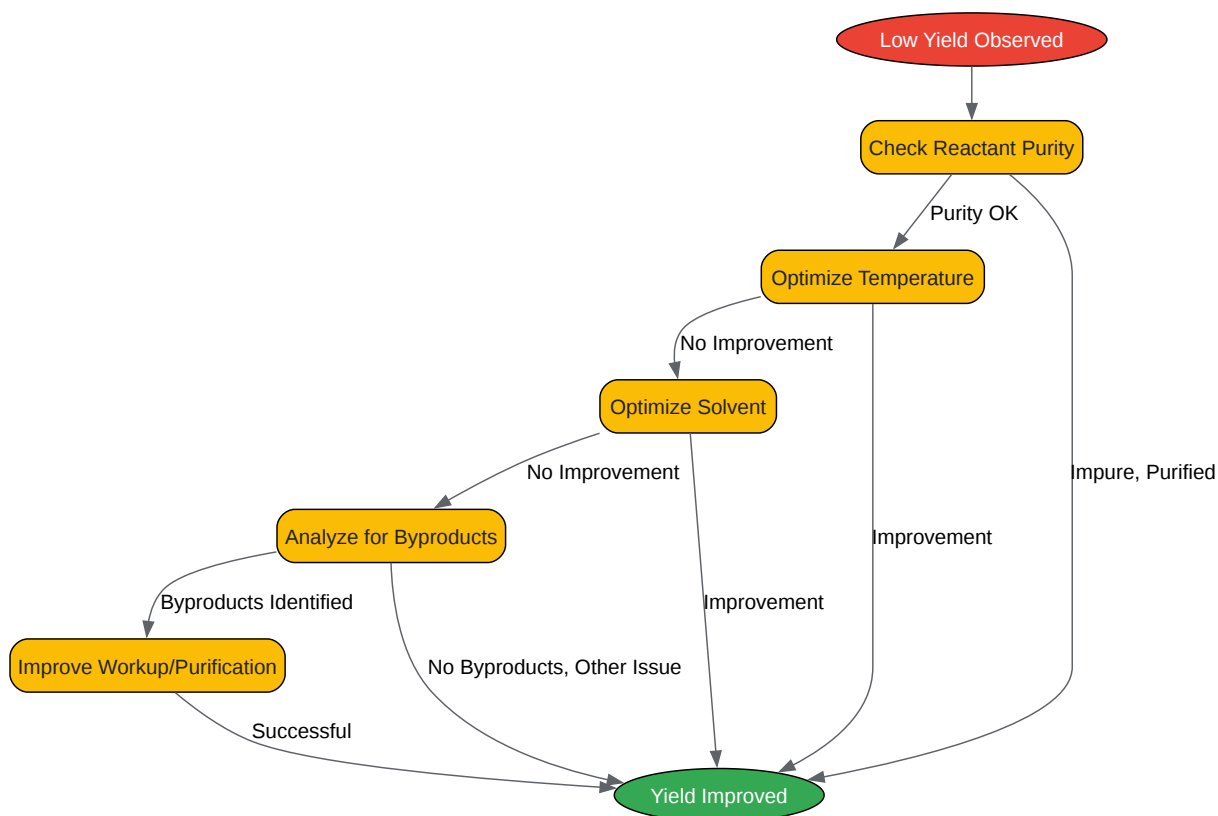 Low Yield Observed
Check Reactant Purity
Purity OK
Optimize Temperature
No Improvement
Optimize Solvent
No Improvement
Impure, Purified
Analyze for Byproducts
Improvement
Byproducts Identified
Improvement
Improve Workup/Purification
No Byproducts, Other Issue
Successful
Yield Improved